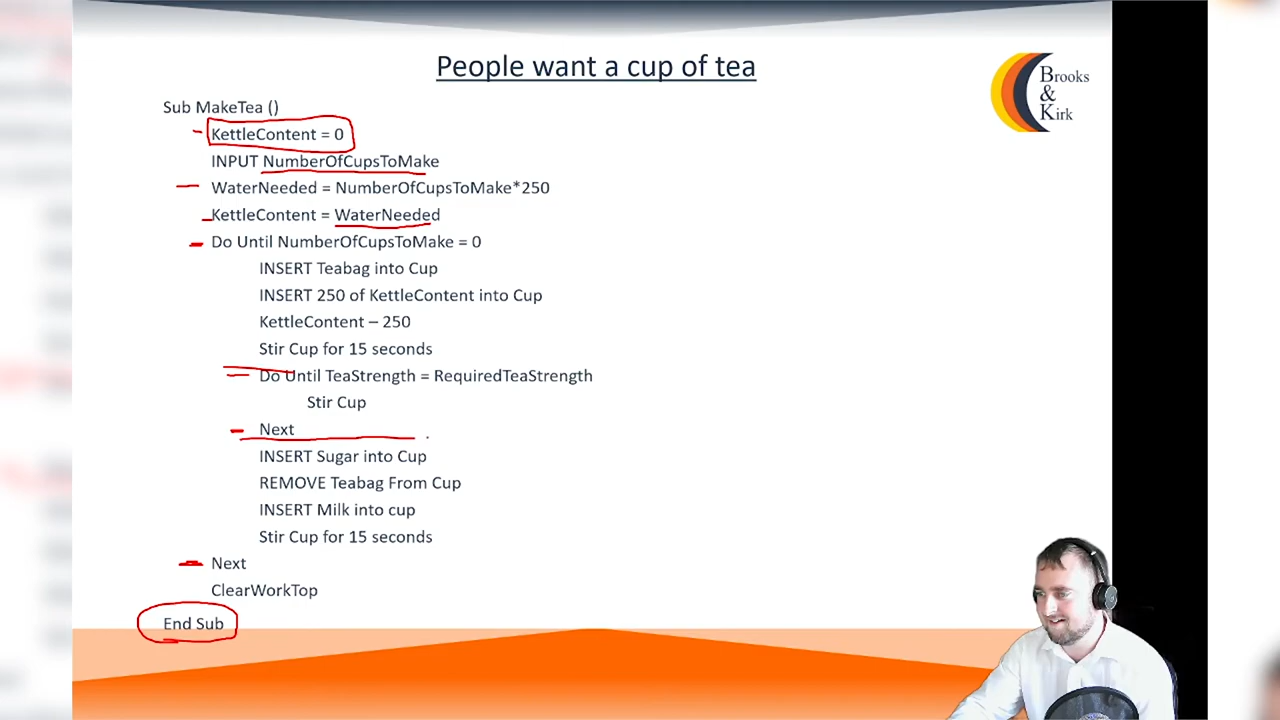 People want a cup of tea
Brooks
&
Kirk
Sub MakeTea ()
KettleContent = 0
INPUT NumberOfCupsToMake
WaterNeeded = NumberOfCupsToMake*250
KettleContent = WaterNeeded
Do Until NumberOfCupsToMake = 0
INSERT Teabag into Cup
INSERT 250 of KettleContent into Cup
KettleContent – 250
Stir Cup for 15 seconds
Do Until TeaStrength = RequiredTeaStrength
Stir Cup
Next
INSERT Sugar into Cup
REMOVE Teabag From Cup
INSERT Milk into cup
Stir Cup for 15 seconds
Next
ClearWorkTop
End Sub